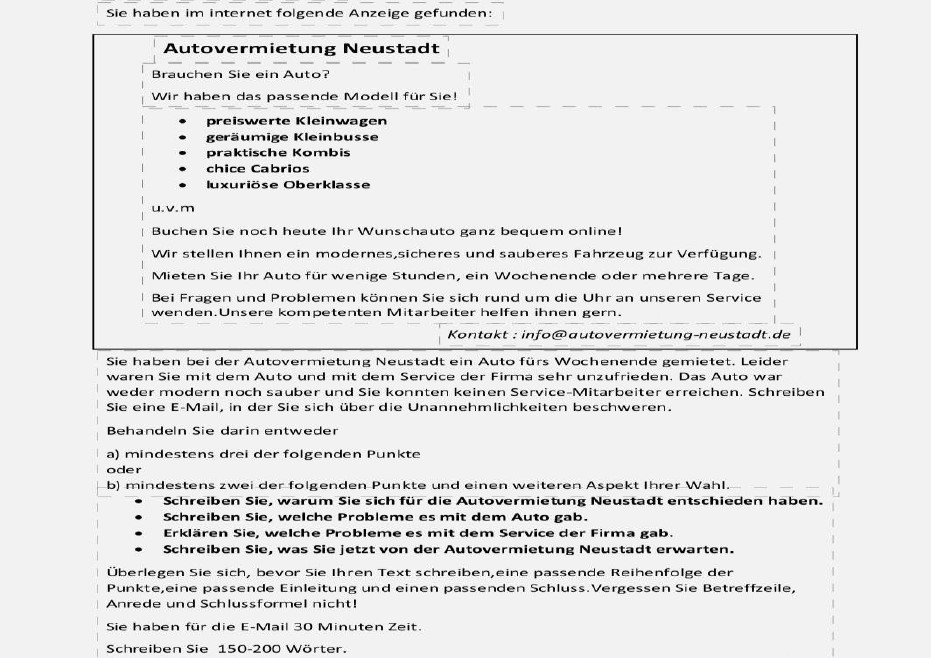 Sie haben im internet folgende Anzeige gefunden:
Autovermietung Neustadt
Brauchen Sie ein Auto?
Wir haben das passende Modell für Sie!
• preiswerte Kleinwagen
• geräumige Kleinbusse
• praktische Kombis
• chice Cabrios
• luxuriöse Oberklasse
u.v.m
Buchen Sie noch heute Ihr Wunschauto ganz bequem online!
Wir stellen Ihnen ein modernes,sicheres und sauberes Fahrzeug zur Verfügung.
Mieten Sie Ihr Auto für wenige Stunden, ein Wochenende oder mehrere Tage.
Bei Fragen und Problemen können Sie sich rund um die Uhr an unseren Service
wenden.Unsere kompetenten Mitarbeiter helfen ihnen gern.
Kontakt : info@autovermietung-neustadt.de
Sie haben bei der Autovermietung Neustadt ein Auto fürs Wochenende gemietet. Leider
waren Sie mit dem Auto und mit dem Service der Firma sehr unzufrieden. Das Auto war
weder modern noch sauber und Sie konnten keinen Service-Mitarbeiter erreichen. Schreiben
Sie eine E-Mail, in der Sie sich über die Unannehmlichkeiten beschweren.
Behandeln Sie darin entweder
a) mindestens drei der folgenden Punkte
oder
b) mindestens zwei der folgenden Punkte und einen weiteren Aspekt Ihrer Wahl.
• Schreiben Sie, warum Sie sich für die Autovermietung Neustadt entschieden haben.
• Schreiben Sie, welche Probleme es mit dem Auto gab.
• Erklären Sie, welche Probleme es mit dem Service der Firma gab.
• Schreiben Sie, was Sie jetzt von der Autovermietung Neustadt erwarten.
Überlegen Sie sich, bevor Sie Ihren Text schreiben,eine passende Reihenfolge der
Punkte,eine passende Einleitung und einen passenden Schluss.Vergessen Sie Betreffzeile,
Anrede und Schlussformel nicht!
Sie haben für die E-Mail 30 Minuten Zeit.
Schreiben Sie 150-200 Wörter.